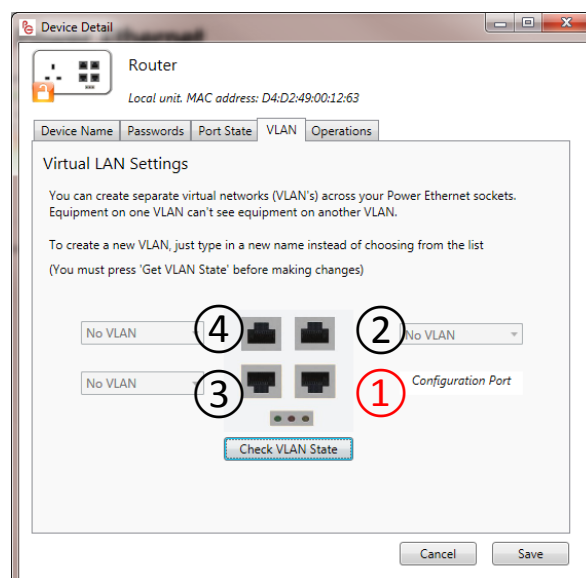 Device Detail
Router
Local unit. MAC address: D4:D2:49:00:12:63
Device Name Passwords Port State VLAN Operations
Virtual LAN Settings
You can create separate virtual networks (VLAN's) across your Power Ethernet sockets.
Equipment on one VLAN can't see equipment on another VLAN.
To create a new VLAN, just type in a new name instead of choosing from the list
(You must press 'Get VLAN State' before making changes)
No VLAN 4 2 No VLAN
No VLAN 3 1 Configuration Port
Check VLAN State
Cancel Save